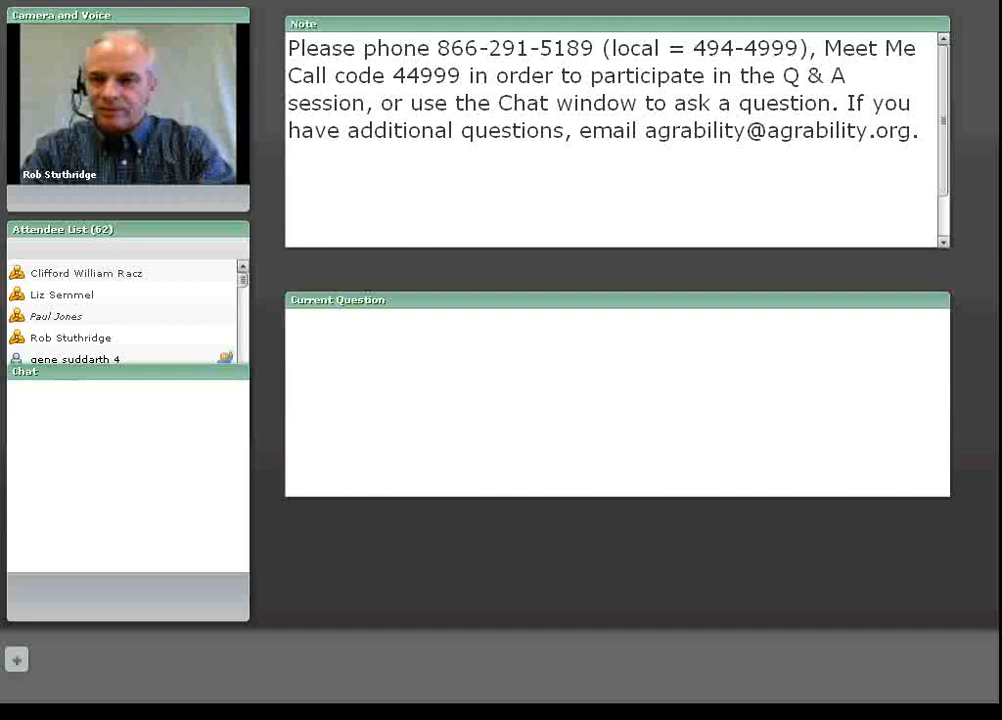 Camera and Voice
Rob Stuthridge
Attendee List (62)
Clifford William Racz
Liz Semmel
Paul Jones
Rob Stuthridge
gene suddarth 4
Chat
Note
Please phone 866-291-5189 (local = 494-4999), Meet Me
Call code 44999 in order to participate in the Q & A
session, or use the Chat window to ask a question. If you
have additional questions, email agrability@agrability.org.
Current Question